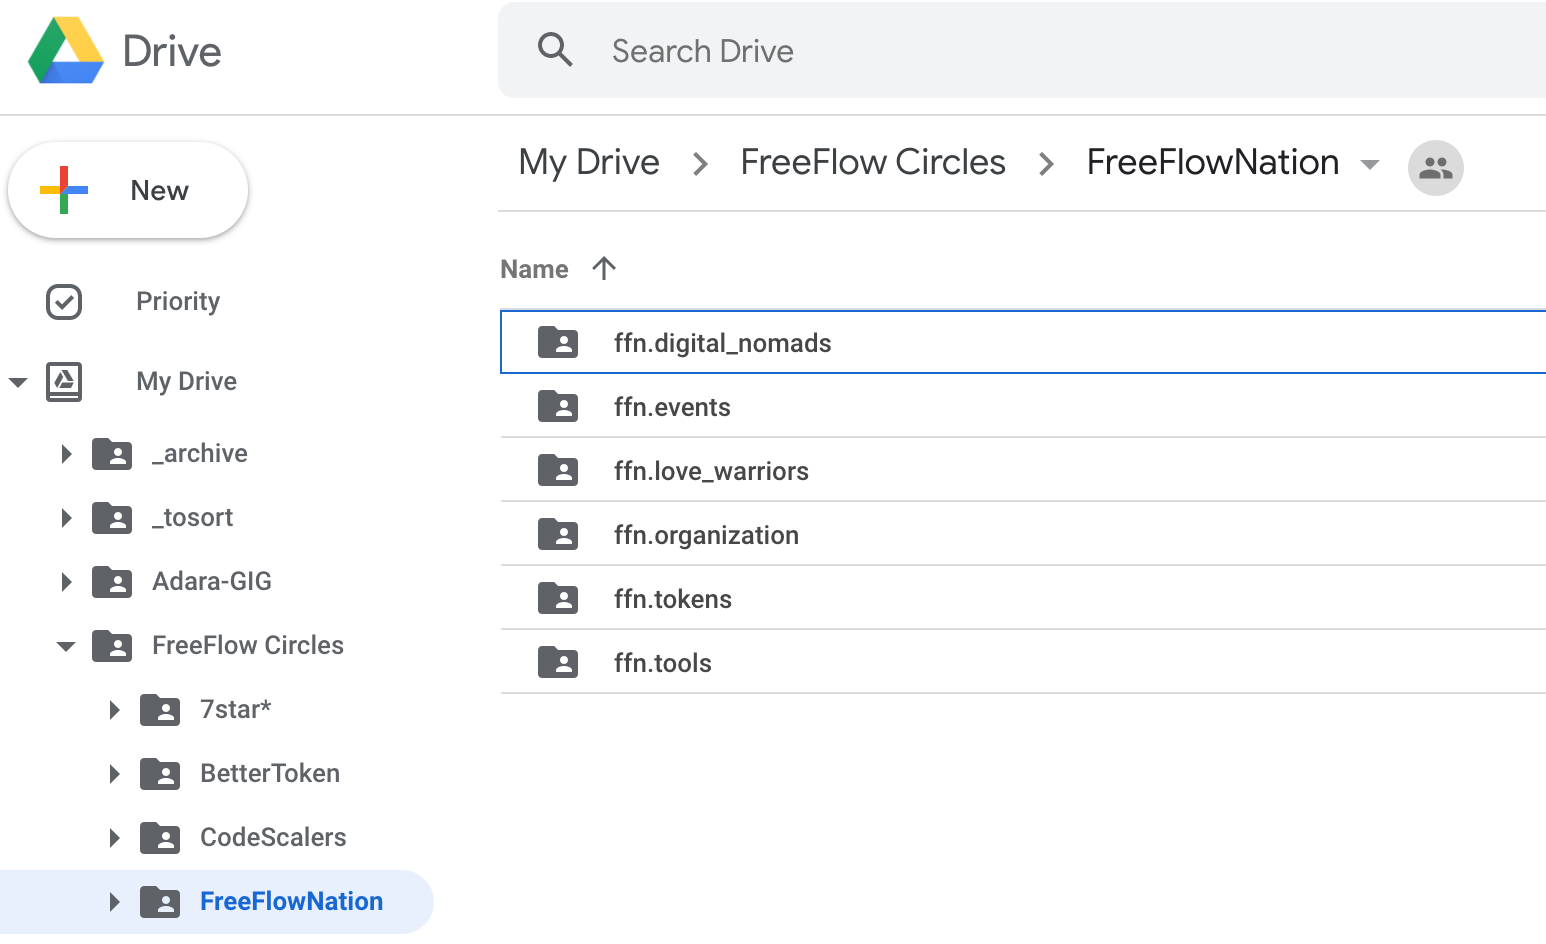 Drive
Search Drive
New
My Drive > FreeFlow Circles > FreeFlowNation
Name
Priority
My Drive
_archive
_tosort
Adara-GIG
FreeFlow Circles
7star*
BetterToken
CodeScalers
FreeFlowNation
ffn.digital_nomads
ffn.events
ffn.love_warriors
ffn.organization
ffn.tokens
ffn.tools